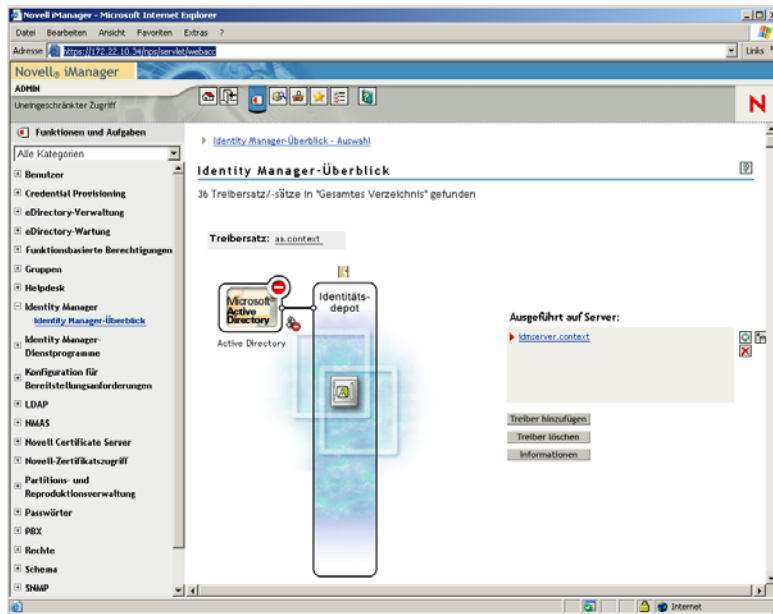 Novell iManager - Microsoft Internet Explorer
Datei Bearbeiten Ansicht Favoriten Extras ?
Adresse https://172.22.10.34/nps/servlet/webacc Links
Novell® iManager
ADMIN
Uneingeschränkter Zugriff
N
Funktionen und Aufgaben
Alle Kategorien
Benutzer
Credential Provisioning
eDirectory-Verwaltung
eDirectory-Wartung
Funktionsbasierte Berechtigungen
Gruppen
Helpdesk
Identity Manager
Identity Manager-Überblick
Identity Manager-
Dienstprogramme
Konfiguration für
Bereitstellungsanforderungen
LDAP
NMAS
Novell Certificate Server
Novell-Zertifikatszugriff
Partitions- und
Reproduktionsverwaltung
Passwörter
PBX
Rechte
Schema
SNMP
Identity Manager-Überblick - Auswahl
Identity Manager-Überblick
36 Treibersatz/-sätze in "Gesamtes Verzeichnis" gefunden
Treibersatz: aa.context
Microsoft®
Active
Directory
Active Directory
Identitäts-
depot
Ausgeführt auf Server:
idmserver.context
Treiber hinzufügen
Treiber löschen
Informationen
Internet